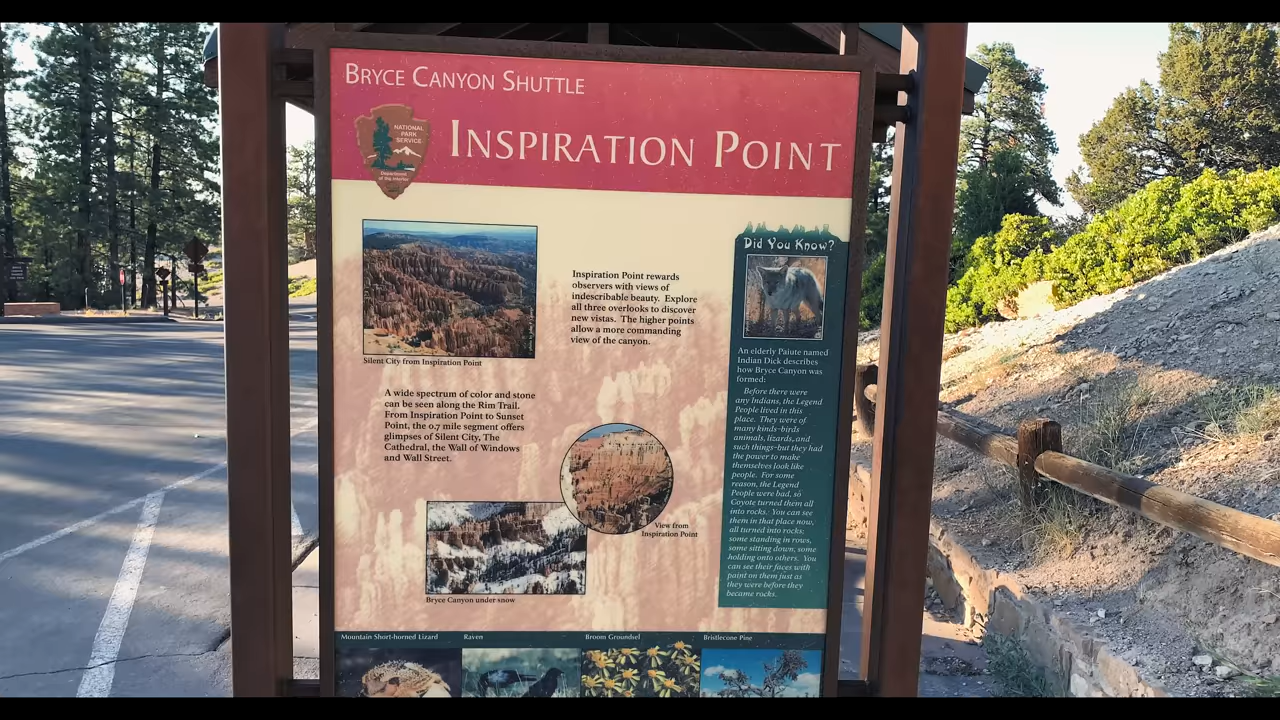 BRYCE CANYON SHUTTLE
NATIONAL
PARK
SERVICE
Department
of the Interior
INSPIRATION POINT
Silent City from Inspiration Point
Inspiration Point rewards
observers with views of
indescribable beauty. Explore
all three overlooks to discover
new vistas. The higher points
allow a more commanding
view of the canyon.
A wide spectrum of color and stone
can be seen along the Rim Trail.
From Inspiration Point to Sunset
Point, the 0.7 mile segment offers
glimpses of Silent City, The
Cathedral, the Wall of Windows
and Wall Street.
View from
Inspiration Point
Bryce Canyon under snow
Did You Know?
An elderly Paiute named
Indian Dick describes
how Bryce Canyon was
formed:
Before there were
any Indians, the Legend
People lived in this
place. They were of
many kinds-birds
animals, lizards, and
such things-but they had
the power to make
themselves look like
people. For some
reason, the Legend
People were bad, so
Coyote turned them all
into rocks. You can see
them in that place now,
all turned into rocks;
some standing in rows,
some sitting down, some
holding onto others. You
can see their faces with
paint on them just as
they were before they
became rocks.
Mountain Short-horned Lizard
Raven
Broom Groundsel
Bristlecone Pine